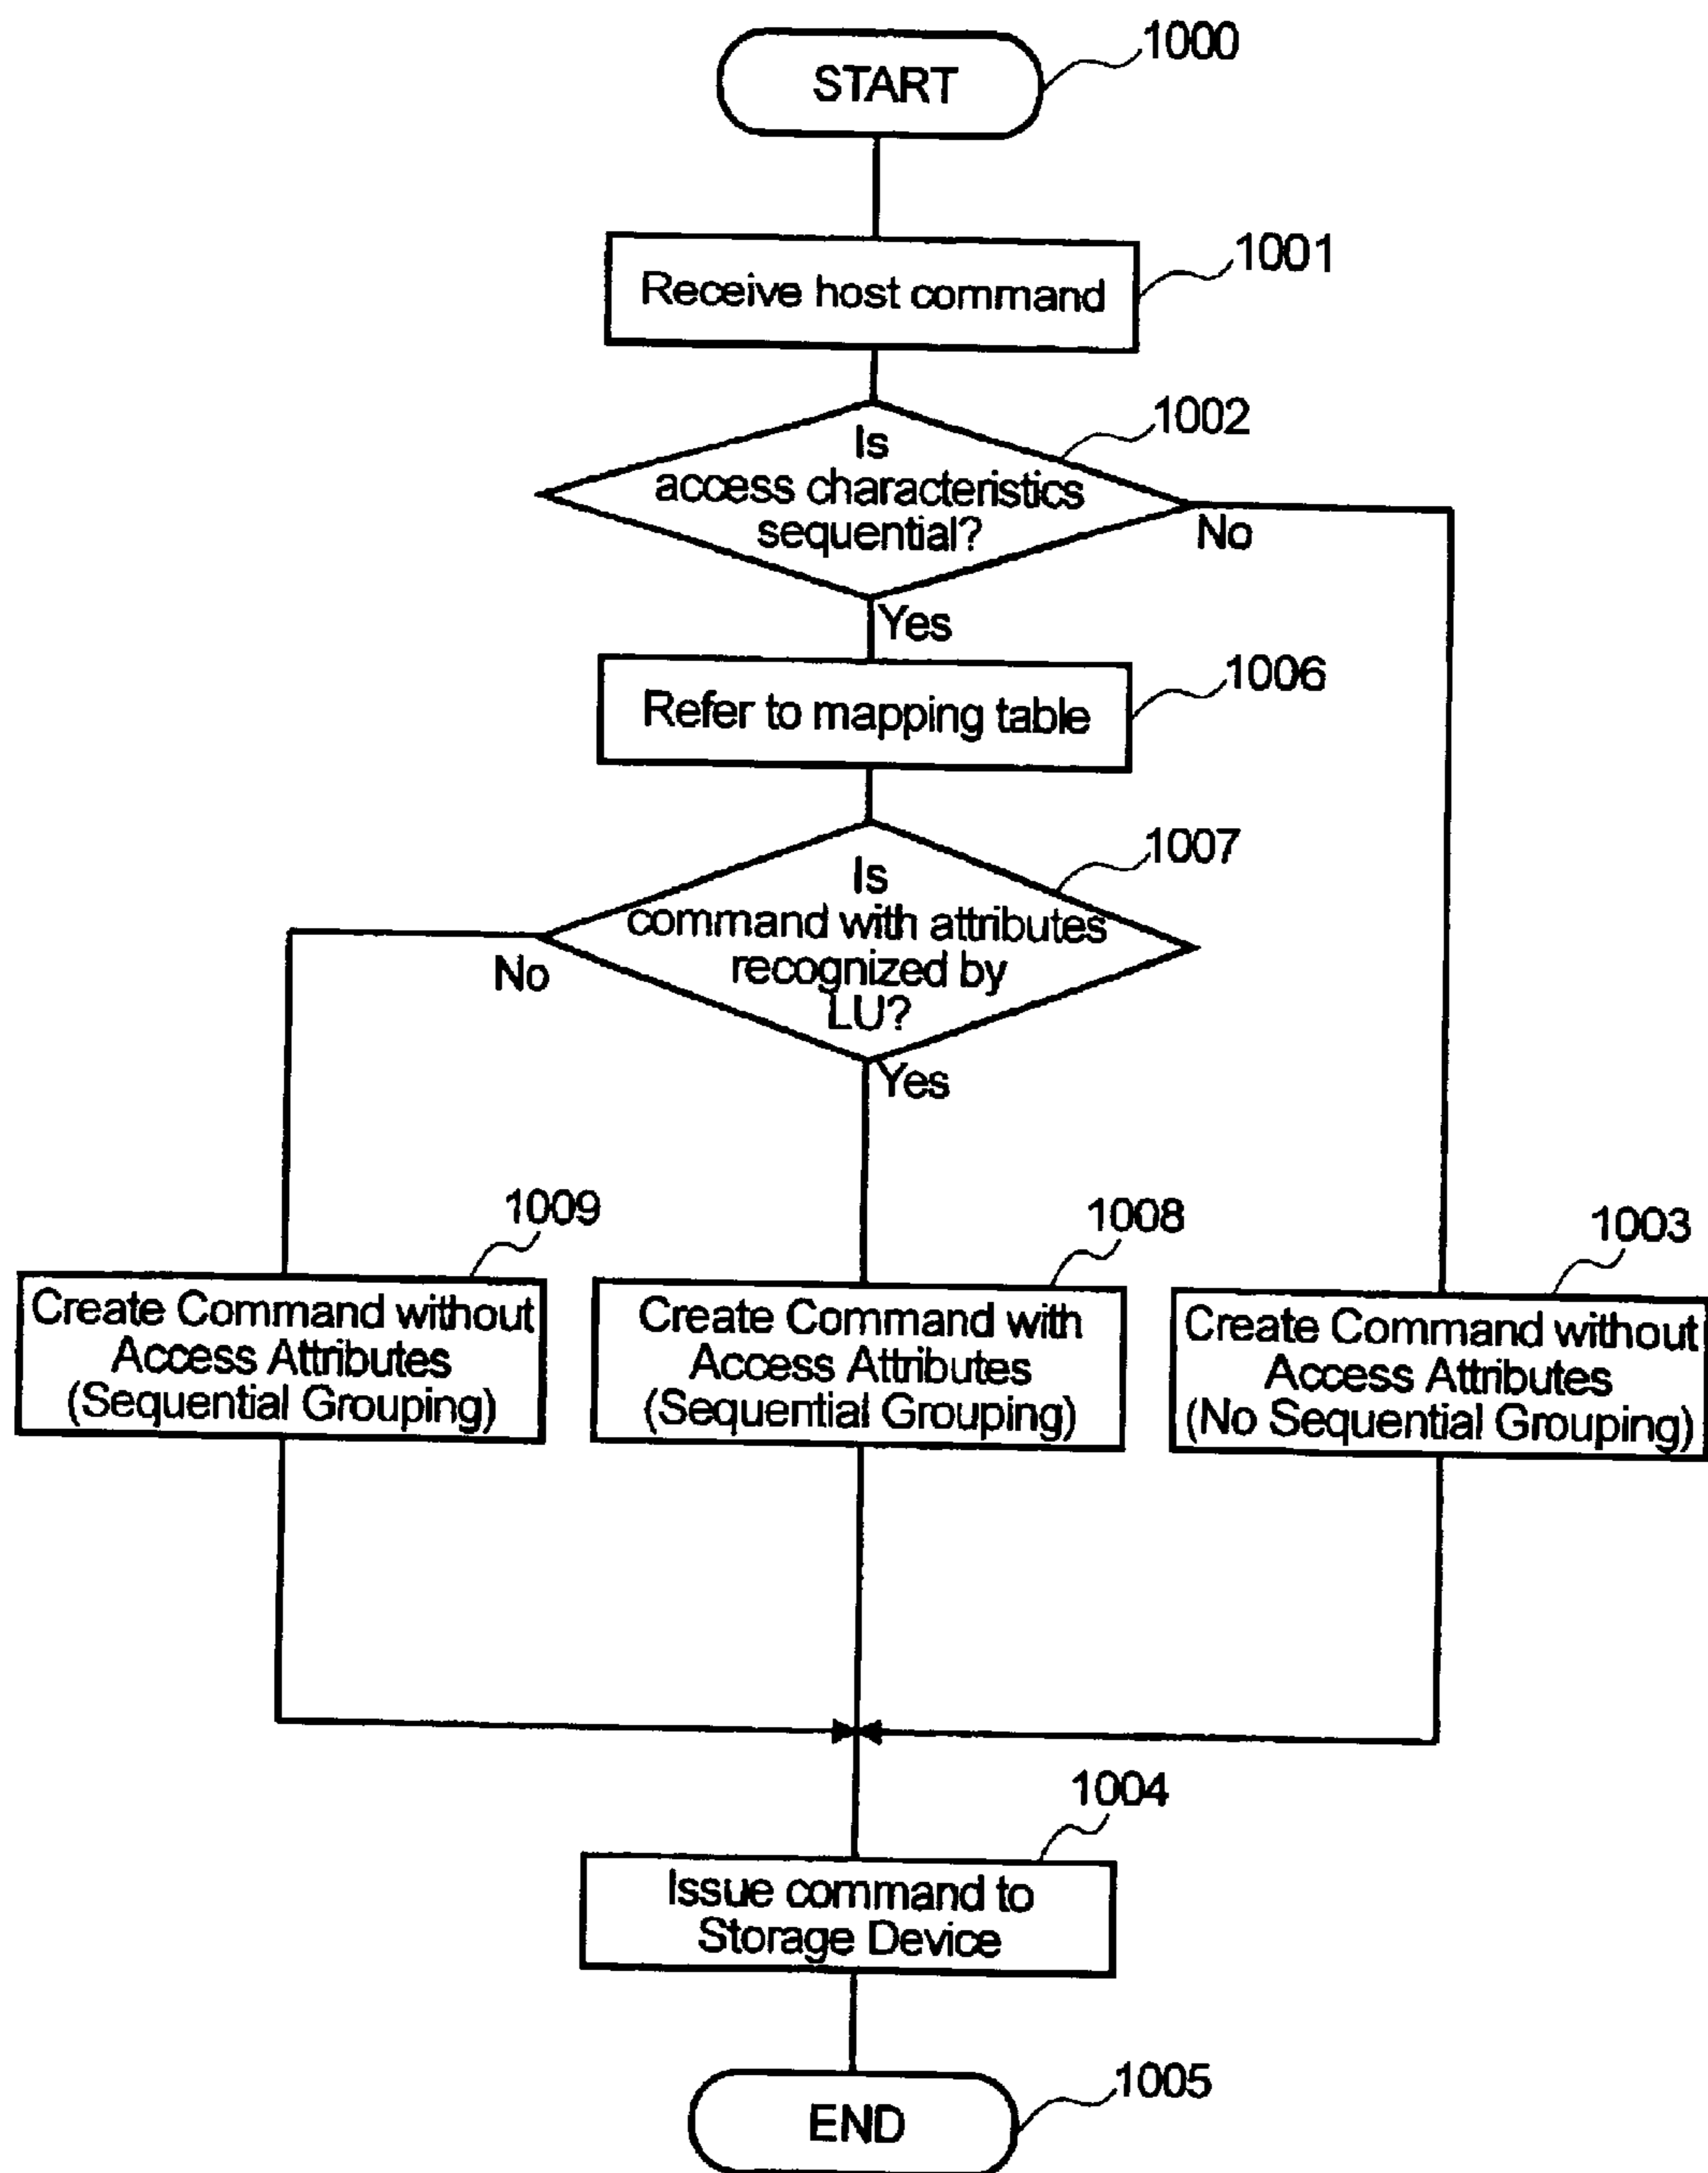 START
1000
Receive host command
1001
Is
access characteristics
sequential?
1002
No
Yes
Refer to mapping table
1006
Is
command with attributes
recognized by
LU?
1007
No
Yes
1009
Create Command without
Access Attributes
(Sequential Grouping)
1008
Create Command with
Access Attributes
(Sequential Grouping)
1003
Create Command without
Access Attributes
(No Sequential Grouping)
1004
Issue command to
Storage Device
END
1005